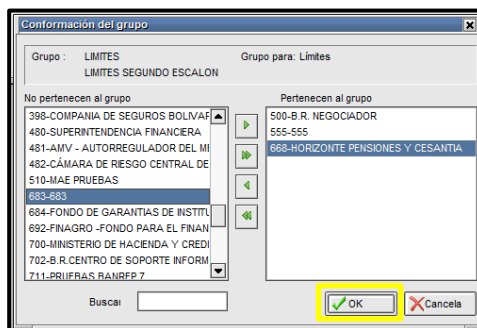 Conformación del grupo
Grupo : LIMITES Grupo para: Límites
LIMITES SEGUNDO ESCALON
No pertenecen al grupo
398-COMPANIA DE SEGUROS BOLIVAR
480-SUPERINTENDENCIA FINANCIERA
481-AMV - AUTORREGULADOR DEL ME
482-CÁMARA DE RIESGO CENTRAL DE
510-MAE PRUEBAS
683-683
684-FONDO DE GARANTIAS DE INSTITU
692-FINAGRO -FONDO PARA EL FINAN
700-MINISTERIO DE HACIENDA Y CREDI
702-B.R.CENTRO DE SOPORTE INFORM
711-PRUEBAS BANREP 7
Pertenecen al grupo
500-B.R. NEGOCIADOR
555-555
668-HORIZONTE PENSIONES Y CESANTIA
Buscar
OK
Cancela